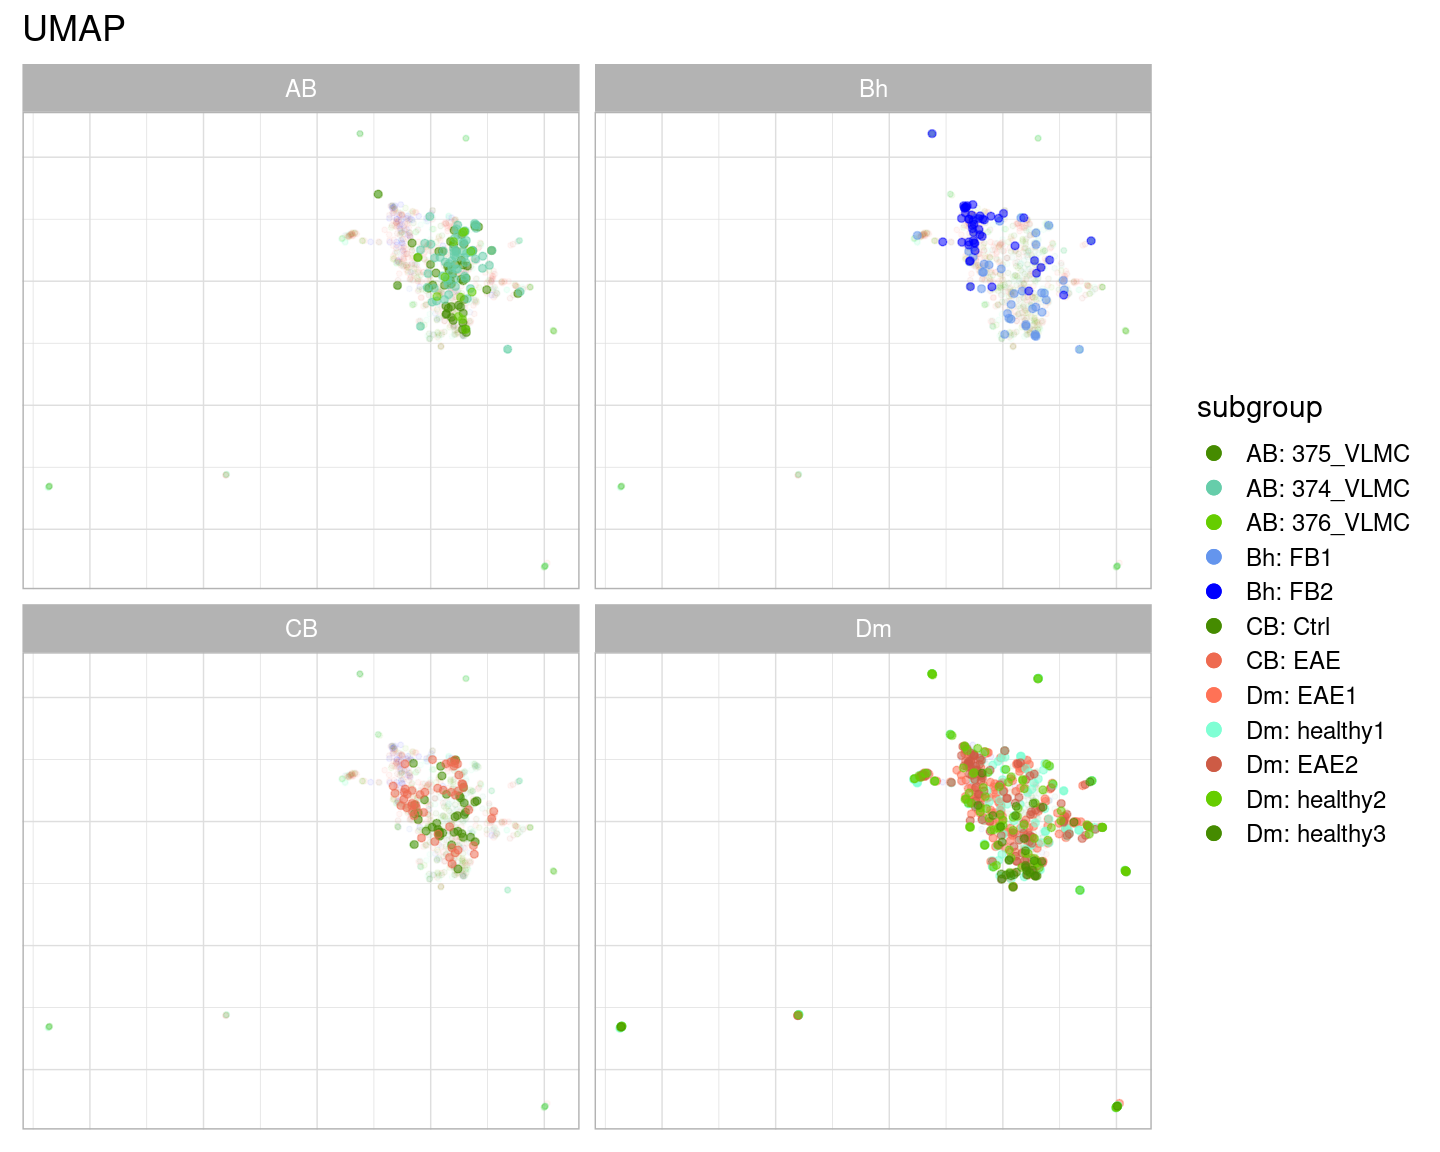 UMAP
AB
Bh
CB
Dm
subgroup
AB: 375_VLMC
AB: 374_VLMC
AB: 376_VLMC
Bh: FB1
Bh: FB2
CB: Ctrl
CB: EAE
Dm: EAE1
Dm: healthy1
Dm: EAE2
Dm: healthy2
Dm: healthy3